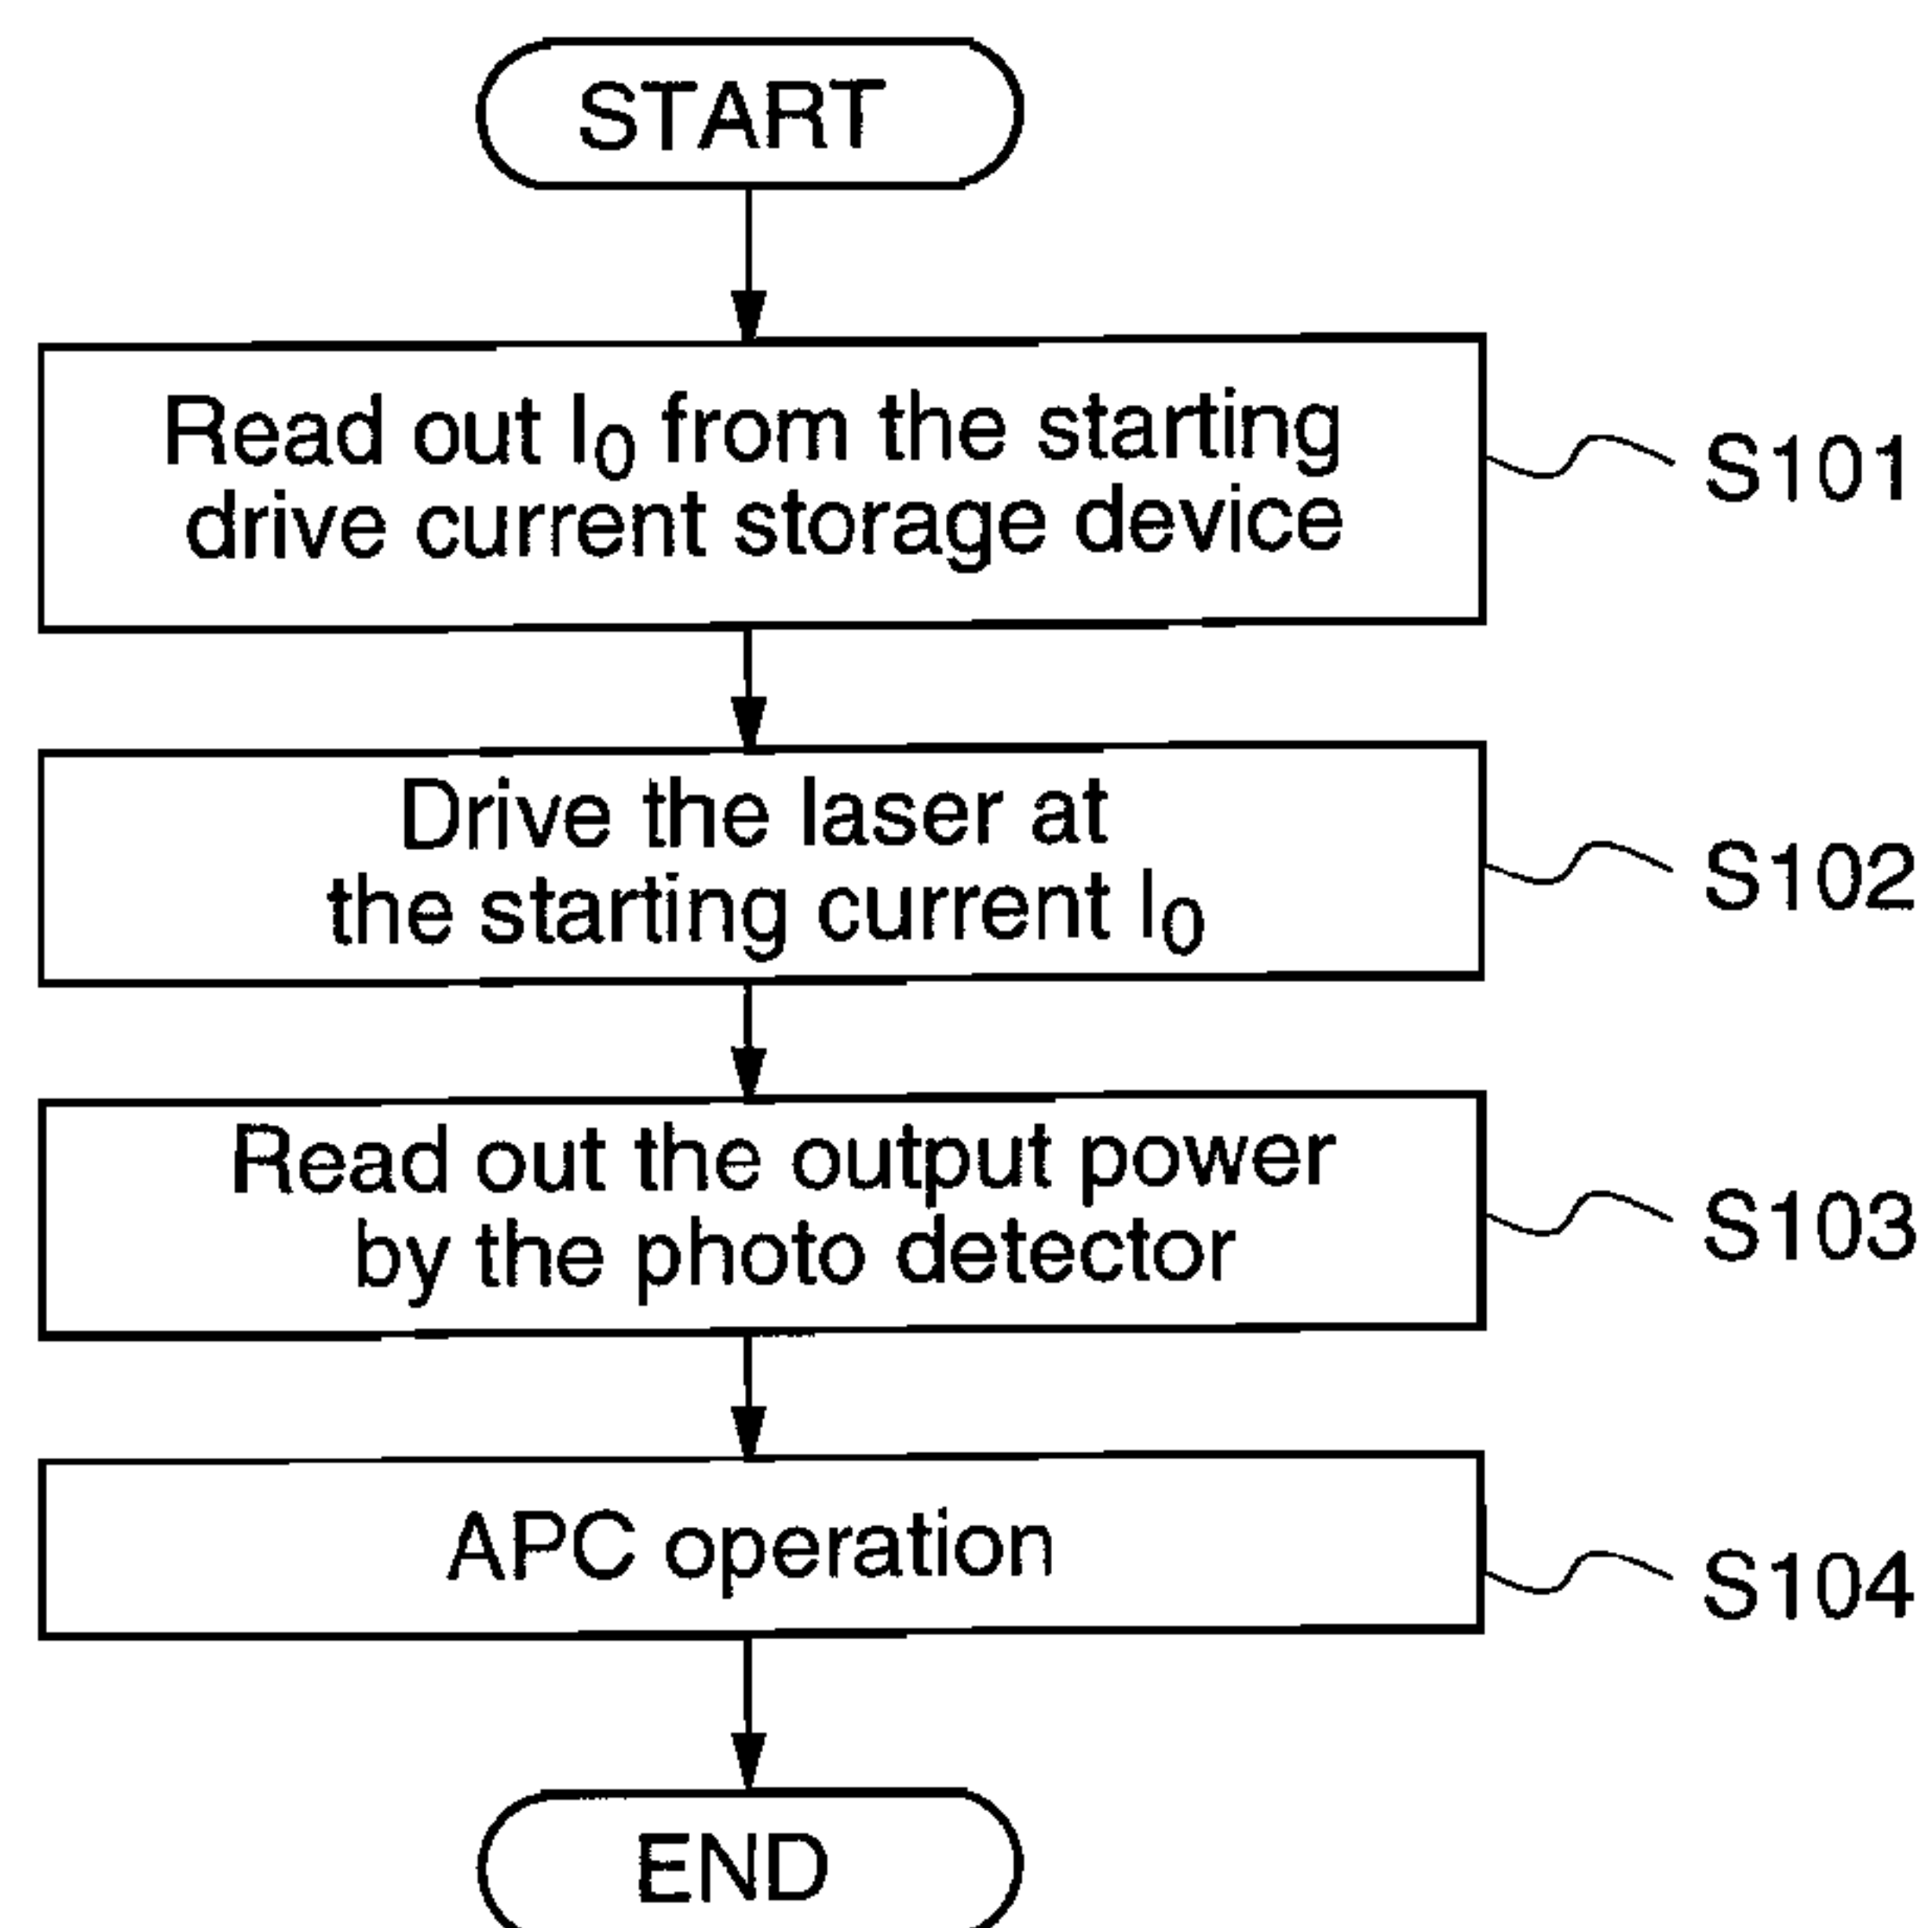 START
Read out I0 from the starting
drive current storage device
S101
Drive the laser at
the starting current I0
S102
Read out the output power
by the photo detector
S103
APC operation
S104
END